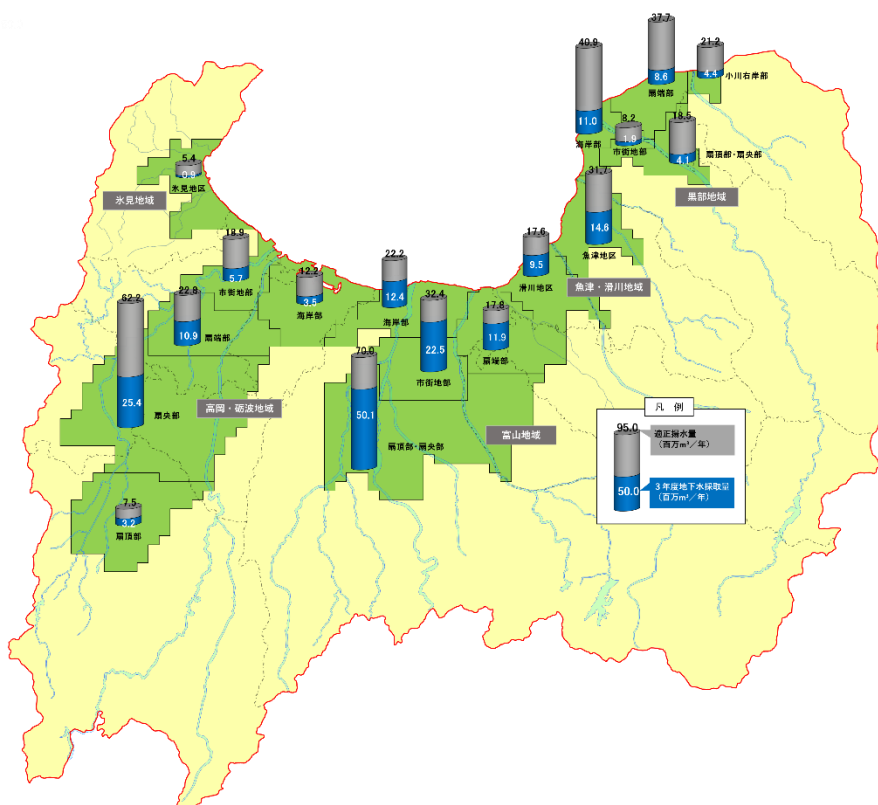 37.7
8.6
扇端部
21.2
4.4
小川右岸部
40.9
11.0
海岸部
8.2
1.9
市街地部
18.5
4.1
扇頂部・扇央部
黒部地域
5.4
0.9
氷見地区
氷見地域
31.7
14.6
魚津地区
17.6
9.5
滑川地区
魚津・滑川地域
18.9
5.7
市街地部
12.2
3.5
海岸部
22.2
12.4
海岸部
62.2
25.4
扇央部
22.8
10.9
扇端部
高岡・砺波地域
32.4
22.5
市街地部
17.8
11.9
扇端部
50.1
扇頂部・扇央部
富山地域
7.5
3.2
扇頂部
凡 例
95.0
適正揚水量
(百万m³/年)
50.0
3年度地下水採取量
(百万m³/年)